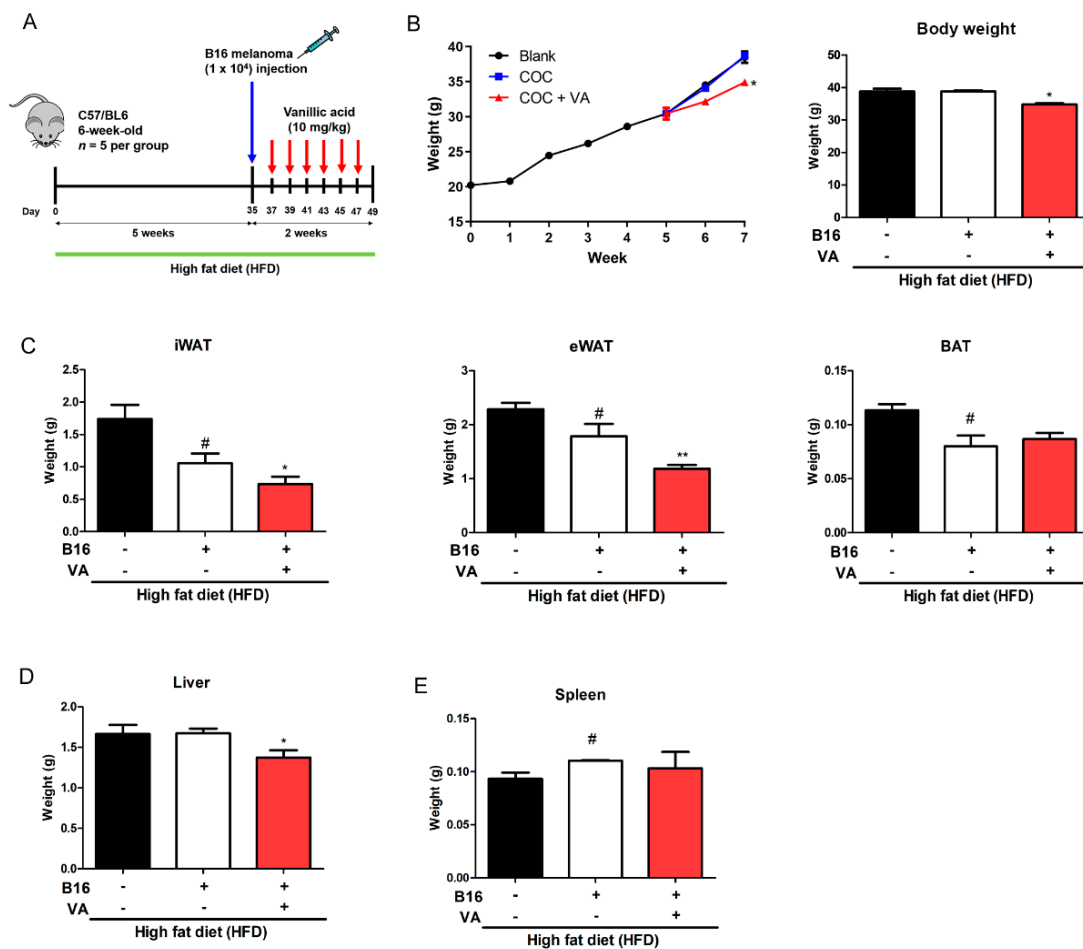 A
B16 melanoma
(1 x 10⁴) injection
C57/BL6
6-week-old
n = 5 per group
Vanillic acid
(10 mg/kg)
Day
0
35
37
39
41
43
45
47
49
5 weeks
2 weeks
High fat diet (HFD)
B
Weight (g)
40
35
30
25
20
15
Blank
COC
COC + VA
*
0
1
2
3
4
5
6
7
Week
Body weight
Weight (g)
50
40
30
20
10
0
*
B16 - + +
VA - - +
High fat diet (HFD)
C
iWAT
Weight (g)
2.5
2.0
1.5
1.0
0.5
0.0
#
*
B16 - + +
VA - - +
High fat diet (HFD)
eWAT
Weight (g)
3
2
1
0
#
**
B16 - + +
VA - - +
High fat diet (HFD)
BAT
Weight (g)
0.15
0.10
0.05
0.00
#
B16 - + +
VA - - +
High fat diet (HFD)
D
Liver
Weight (g)
2.0
1.5
1.0
1.5
0.0
*
B16 - + +
VA - - +
High fat diet (HFD)
E
Spleen
Weight (g)
0.15
0.10
0.05
0.00
#
B16 - + +
VA - - +
High fat diet (HFD)